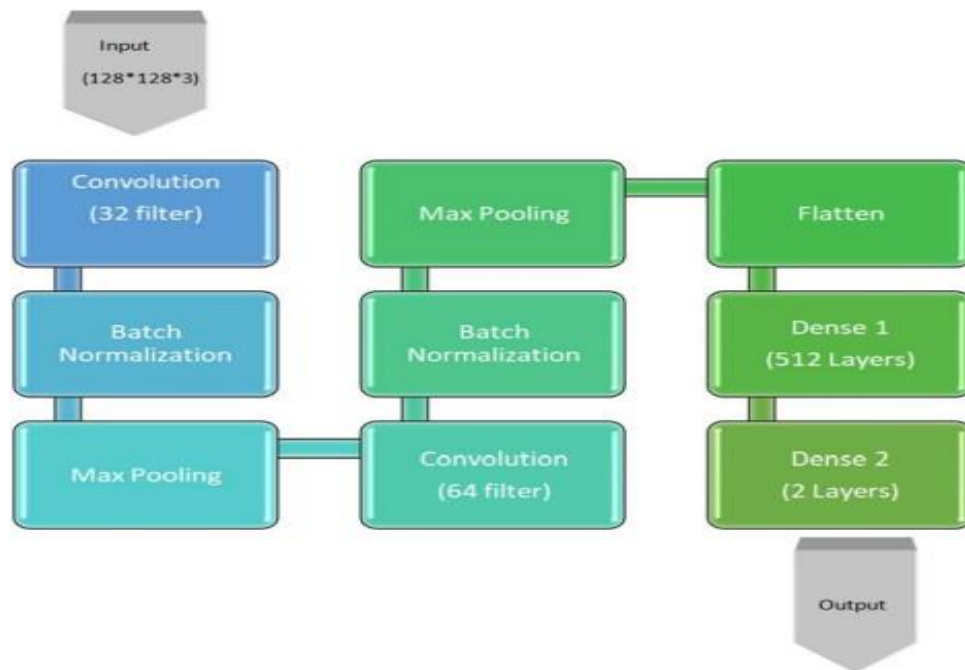 Input
(128*128*3)
Convolution
(32 filter)
Batch
Normalization
Max Pooling
Convolution
(64 filter)
Batch
Normalization
Max Pooling
Flatten
Dense 1
(512 Layers)
Dense 2
(2 Layers)
Output